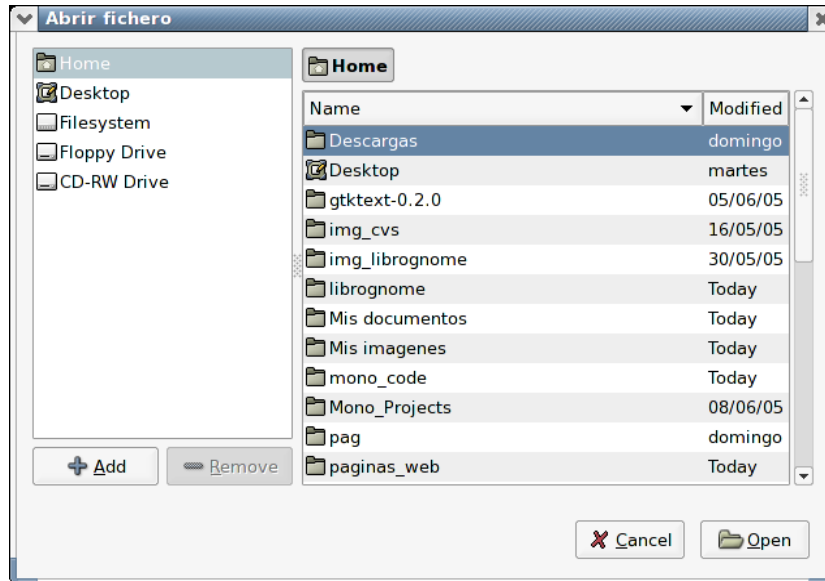 Abrir fichero
Home
Desktop
Filesystem
Floppy Drive
CD-RW Drive
Add
Remove
Home
Name Modified
Descargas domingo
Desktop martes
gtktext-0.2.0 05/06/05
img_cvs 16/05/05
img_librognome 30/05/05
librognome Today
Mis documentos Today
Mis imagenes Today
mono_code Today
Mono_Projects 08/06/05
pag domingo
paginas_web Today
Cancel Open